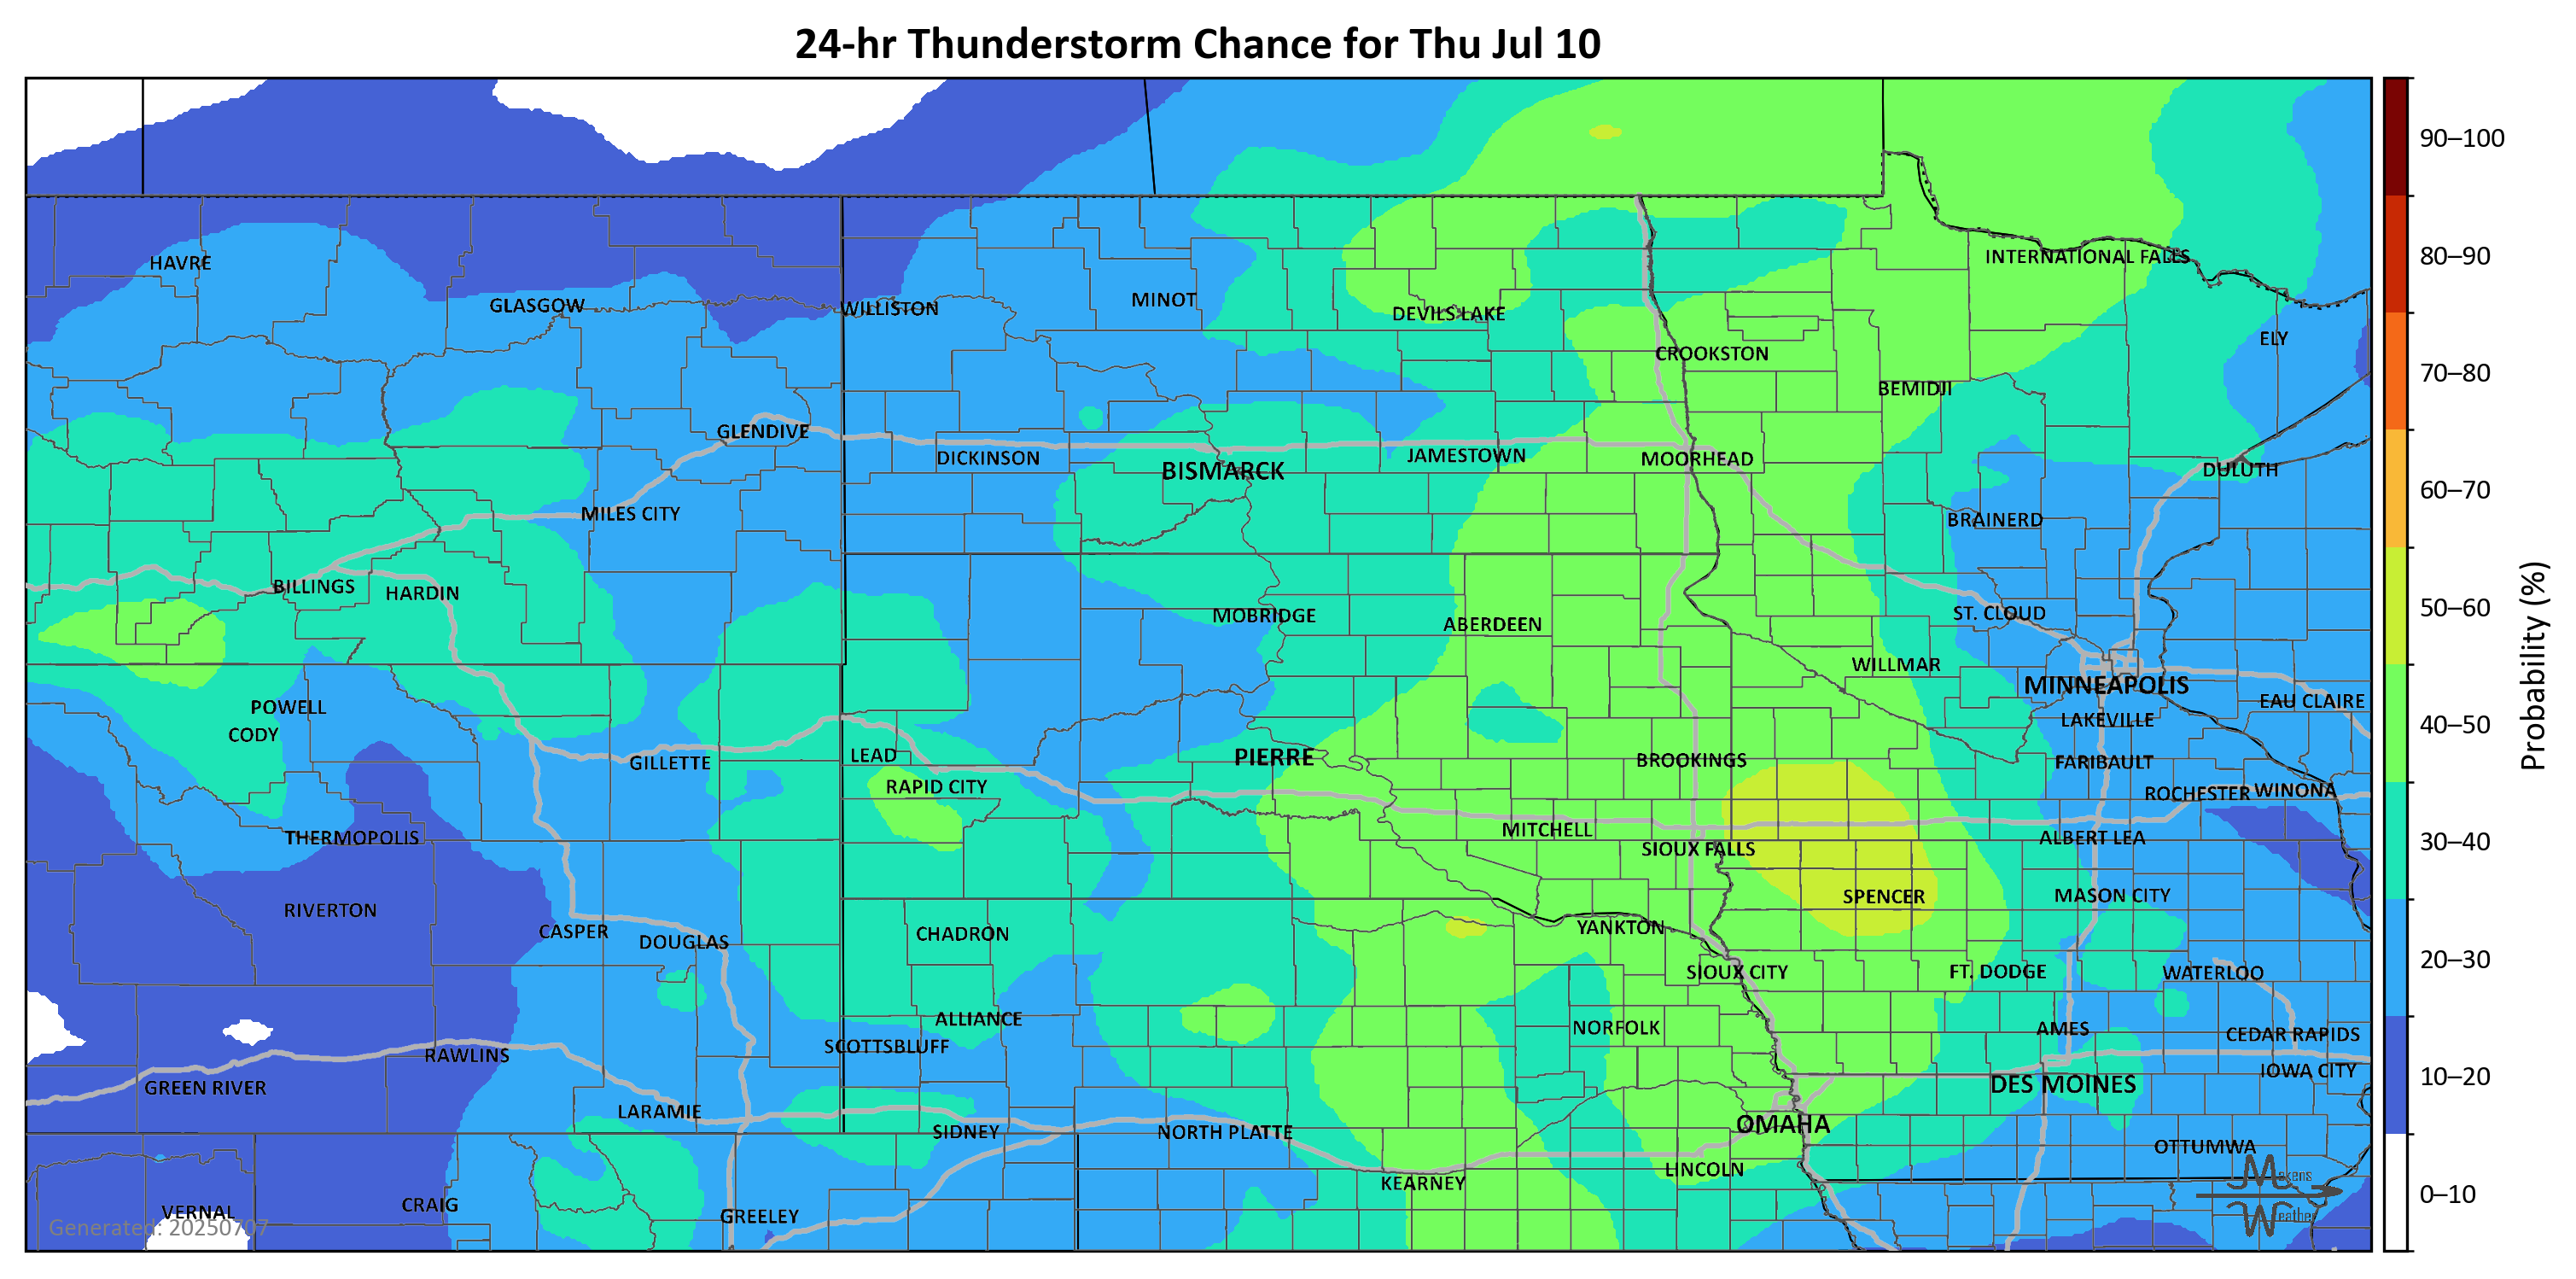 24-hr Thunderstorm Chance for Thu Jul 10
90–100
INTERNATIONAL FALLS
80–90
HAVRE
GLASGOW
WILLISTON
MINOT
DEVILS LAKE
ELY
CROOKSTON
70–80
BEMIDJI
GLENDIVE
DICKINSON
BISMARCK
JAMESTOWN
MOORHEAD
DULUTH
60–70
MILES CITY
BRAINERD
BILLINGS
HARDIN
MOBRIDGE
ABERDEEN
ST. CLOUD
50–60
WILLMAR
MINNEAPOLIS
POWELL
EAU CLAIRE
CODY
LAKEVILLE
40–50
GILLETTE
LEAD
PIERRE
BROOKINGS
FARIBAULT
Probability (%)
RAPID CITY
ROCHESTER
WINONA
THERMOPOLIS
MITCHELL
SIOUX FALLS
ALBERT LEA
30–40
RIVERTON
SPENCER
MASON CITY
CASPER
DOUGLAS
CHADRON
YANKTON
SIOUX CITY
FT. DODGE
WATERLOO
20–30
ALLIANCE
NORFOLK
AMES
CEDAR RAPIDS
SCOTTSBLUFF
RAWLINS
GREEN RIVER
DES MOINES
IOWA CITY
10–20
LARAMIE
SIDNEY
NORTH PLATTE
OMAHA
OTTUMWA
LINCOLN
KEARNEY
Makens
Weather
VERNAL
CRAIG
GREELEY
0–10
Generated: 20250707